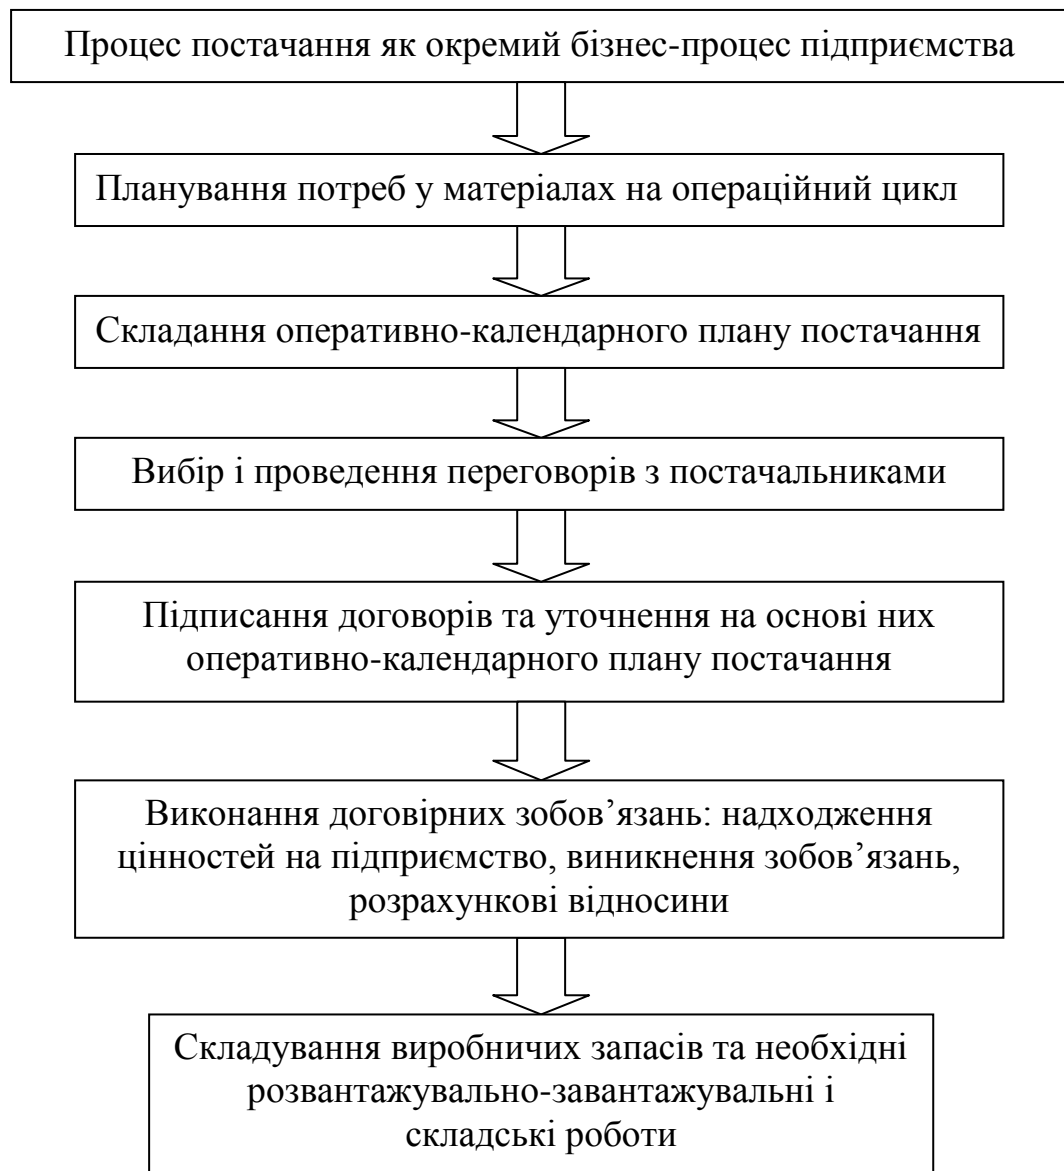 Процес постачання як окремий бізнес-процес підприємства
Планування потреб у матеріалах на операційний цикл
Складання оперативно-календарного плану постачання
Вибір і проведення переговорів з постачальниками
Підписання договорів та уточнення на основі них
оперативно-календарного плану постачання
Виконання договірних зобов’язань: надходження
цінностей на підприємство, виникнення зобов’язань,
розрахункові відносини
Складування виробничих запасів та необхідні
розвантажувально-завантажувальні і
складські роботи